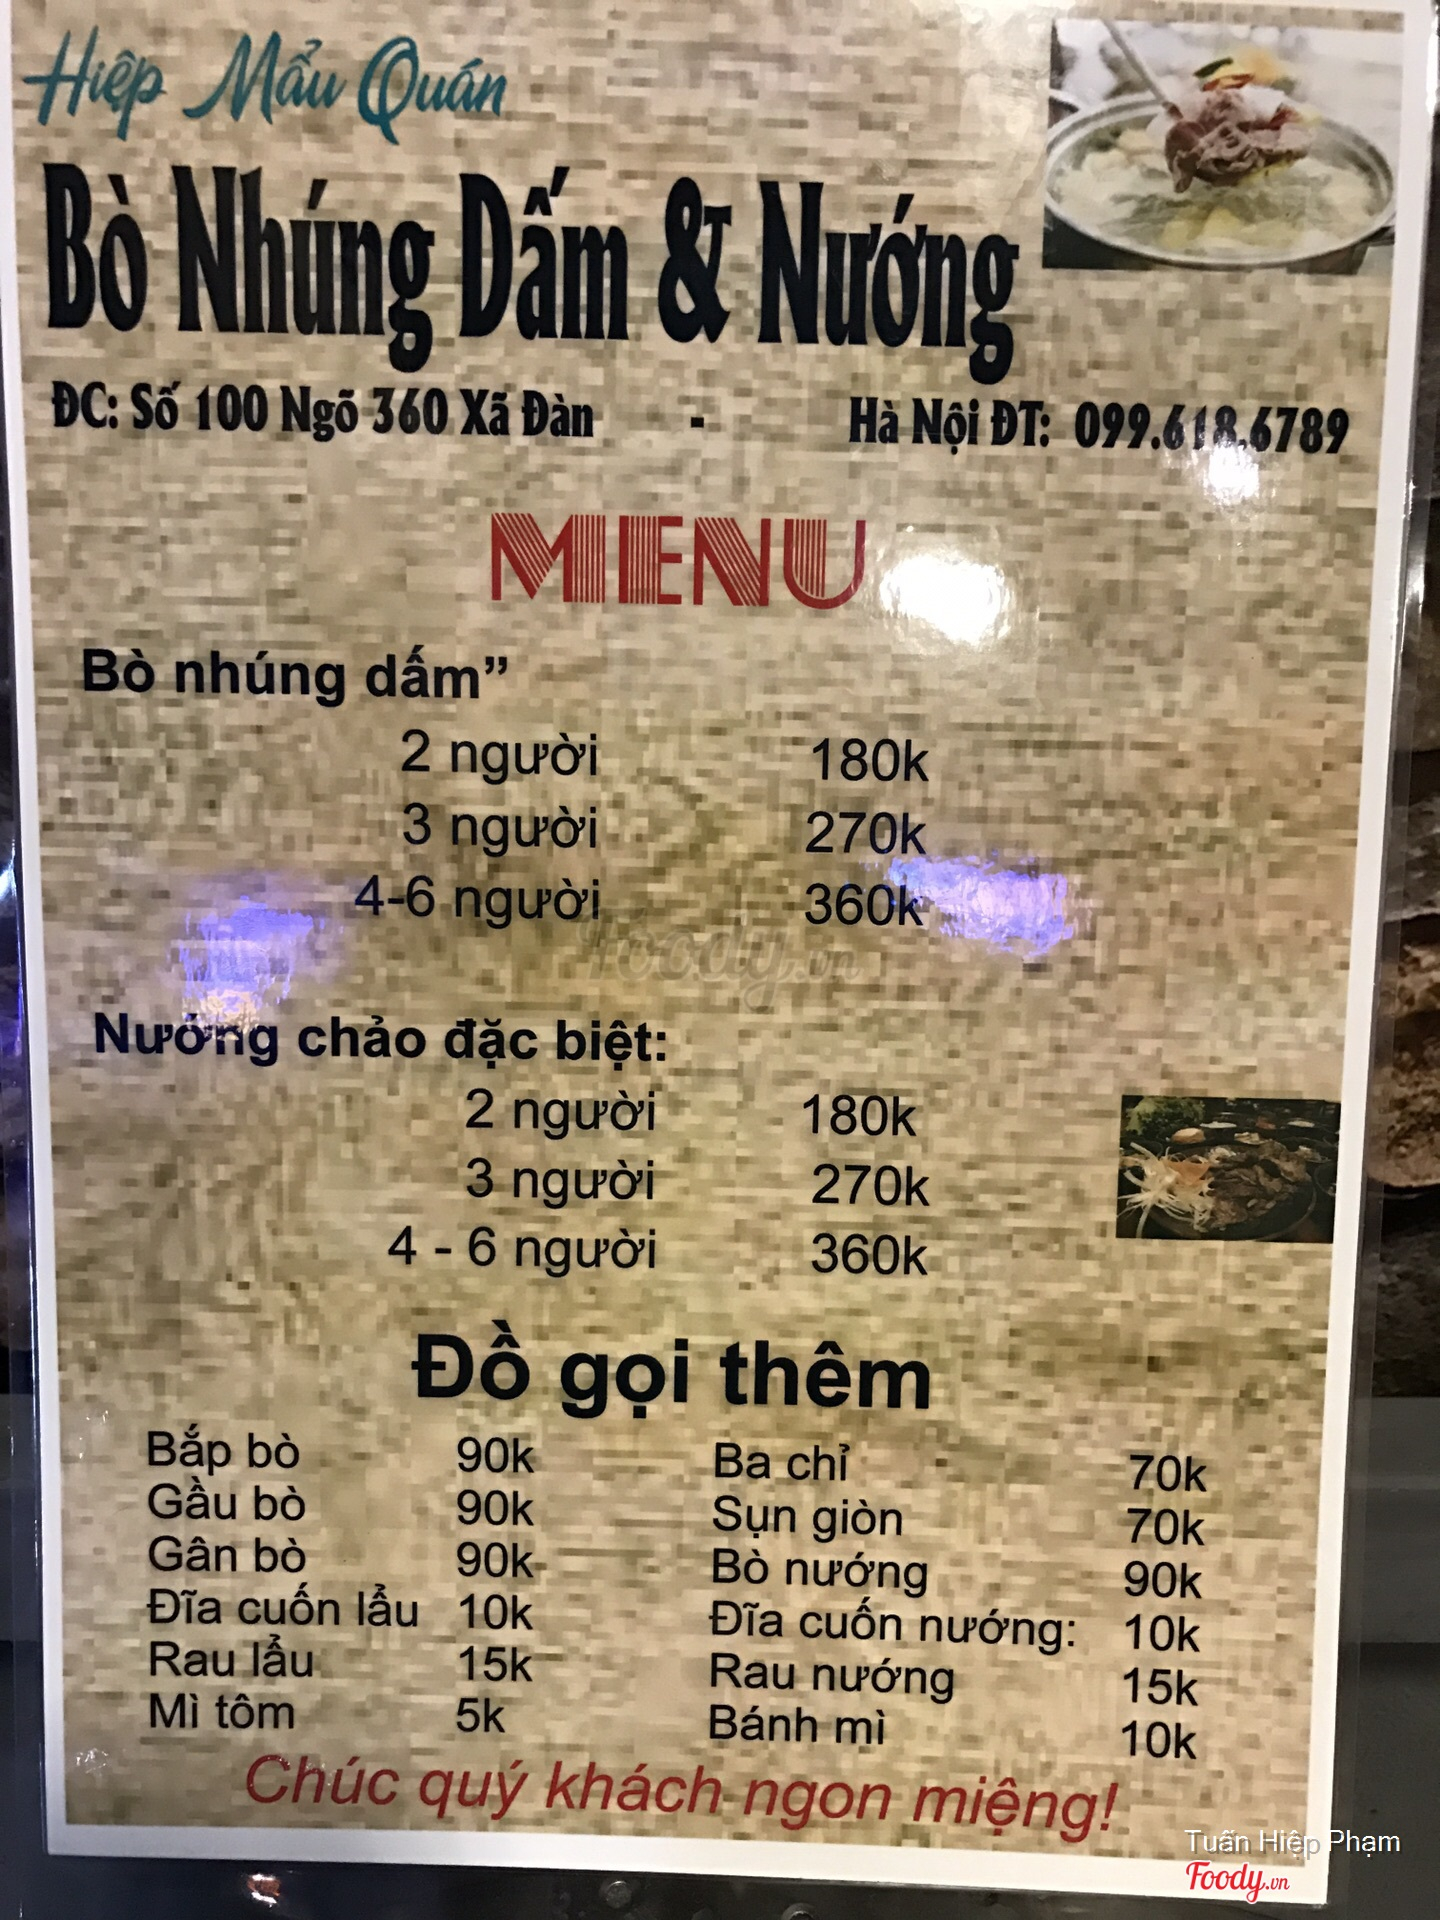 Hiệp Mẩu Quán
Bò Nhúng Dấm & Nướng
ĐC: Số 100 Ngõ 360 Xã Đàn - Hà Nội ĐT: 099.618.6789
MENU
Bò nhúng dấm”
2 người 180k
3 người 270k
4-6 người 360k
Foody.vn
Nướng chảo đặc biệt:
2 người 180k
3 người 270k
4 - 6 người 360k
Đồ gọi thêm
Bắp bò 90k Ba chỉ 70k
Gầu bò 90k Sụn giòn 70k
Gân bò 90k Bò nướng 90k
Đĩa cuốn lẩu 10k Đĩa cuốn nướng: 10k
Rau lẩu 15k Rau nướng 15k
Mì tôm 5k Bánh mì 10k
Chúc quý khách ngon miệng!
Tuấn Hiệp Phạm
Foody.vn